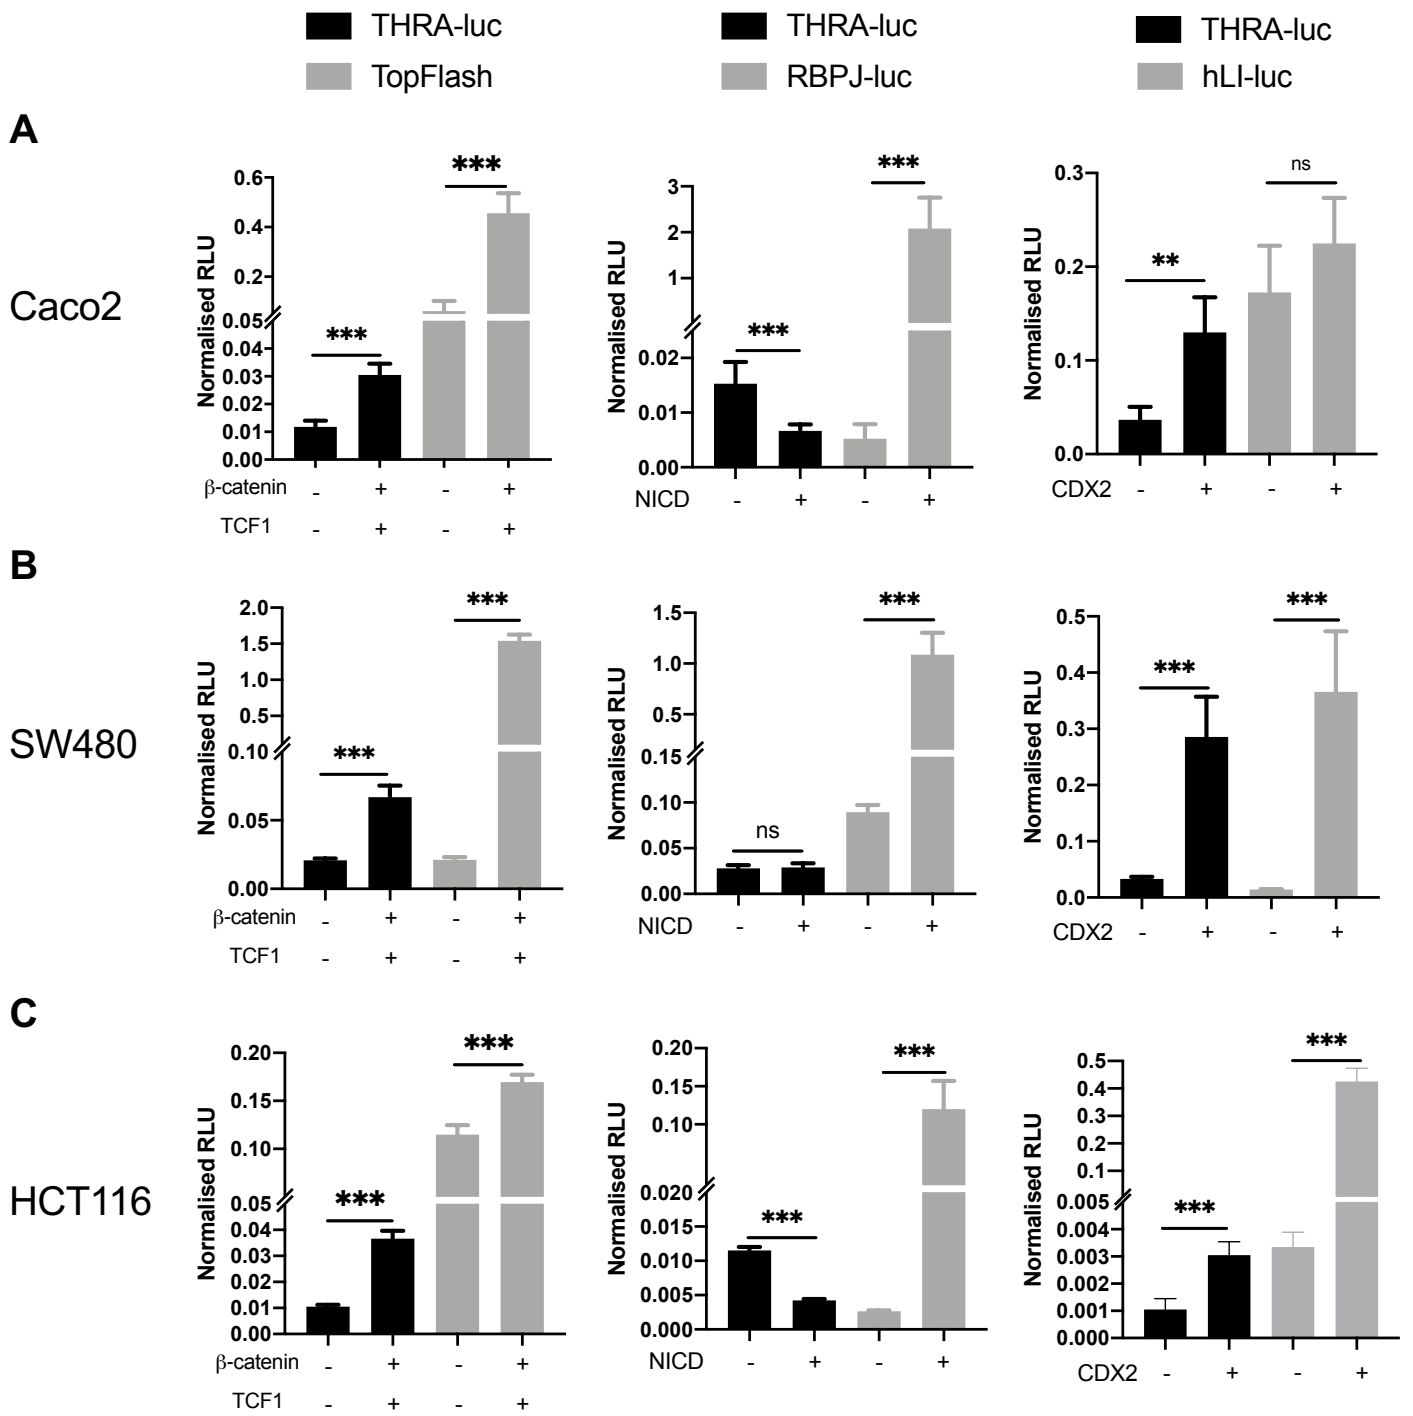 THRA-luc
TopFlash
THRA-luc
RBPJ-luc
THRA-luc
hLI-luc
A
Caco2
Normalised RLU
0.6
0.4
0.2
0.05
0.04
0.03
0.02
0.01
0.00
***
***
β-catenin - + - +
TCF1 - + - +
Normalised RLU
3
2
1
0.02
0.01
0.00
***
***
NICD - + - +
Normalised RLU
0.3
0.2
0.1
0.0
**
ns
CDX2 - + - +
B
SW480
Normalised RLU
2.0
1.5
1.0
0.5
0.10
0.05
0.00
***
***
β-catenin - + - +
TCF1 - + - +
Normalised RLU
1.5
1.0
0.5
0.15
0.10
0.05
0.00
ns
***
NICD - + - +
Normalised RLU
0.5
0.4
0.3
0.2
0.1
0.0
***
***
CDX2 - + - +
C
HCT116
Normalised RLU
0.20
0.15
0.10
0.05
0.04
0.03
0.02
0.01
0.00
***
***
β-catenin - + - +
TCF1 - + - +
Normalised RLU
0.20
0.15
0.10
0.020
0.015
0.010
0.005
0.000
***
***
NICD - + - +
Normalised RLU
0.5
0.4
0.3
0.2
0.1
0.005
0.004
0.003
0.002
0.001
0.000
***
***
CDX2 - + - +